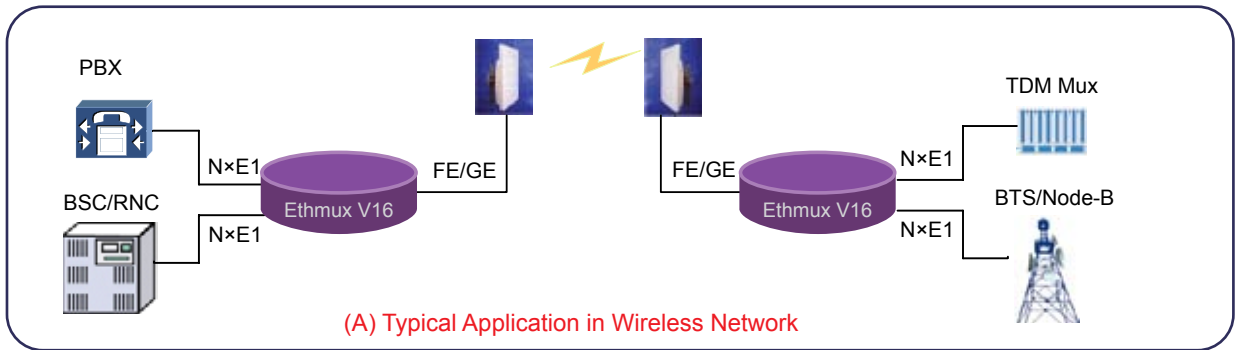 PBX
N×E1
BSC/RNC
N×E1
Ethmux V16
FE/GE
FE/GE
Ethmux V16
N×E1
TDM Mux
N×E1
BTS/Node-B
(A) Typical Application in Wireless Network